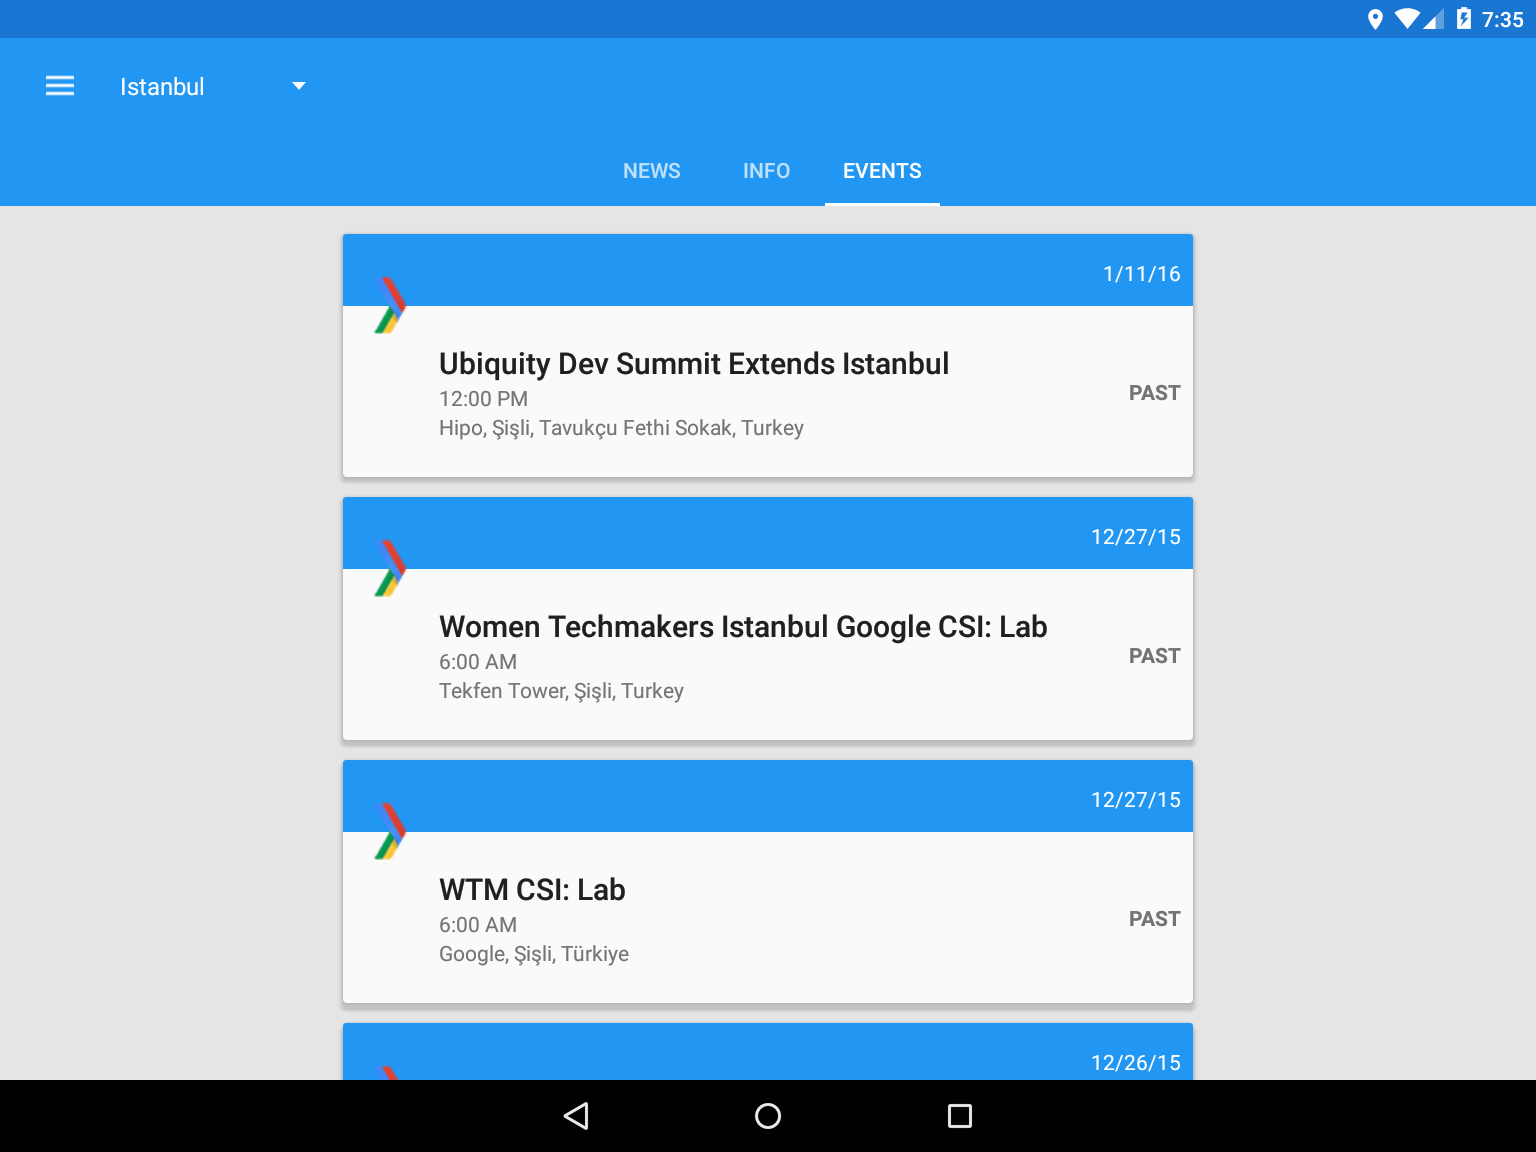 7:35
Istanbul
NEWS INFO EVENTS
1/11/16
Ubiquity Dev Summit Extends Istanbul
12:00 PM
PAST
Hipo, Şişli, Tavukçu Fethi Sokak, Turkey
12/27/15
Women Techmakers Istanbul Google CSI: Lab
6:00 AM
PAST
Tekfen Tower, Şişli, Turkey
12/27/15
WTM CSI: Lab
6:00 AM
PAST
Google, Şişli, Türkiye
12/26/15